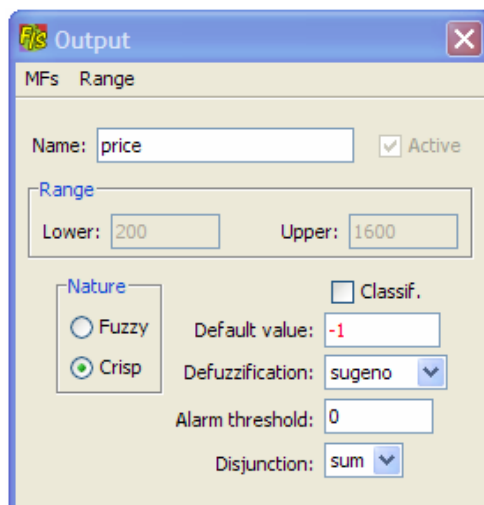 Fis Output
MFs Range
Name: price Active
Range
Lower: 200 Upper: 1600
Nature
Classif.
Fuzzy
Default value: -1
Crisp
Defuzzification: sugeno
Alarm threshold: 0
Disjunction: sum